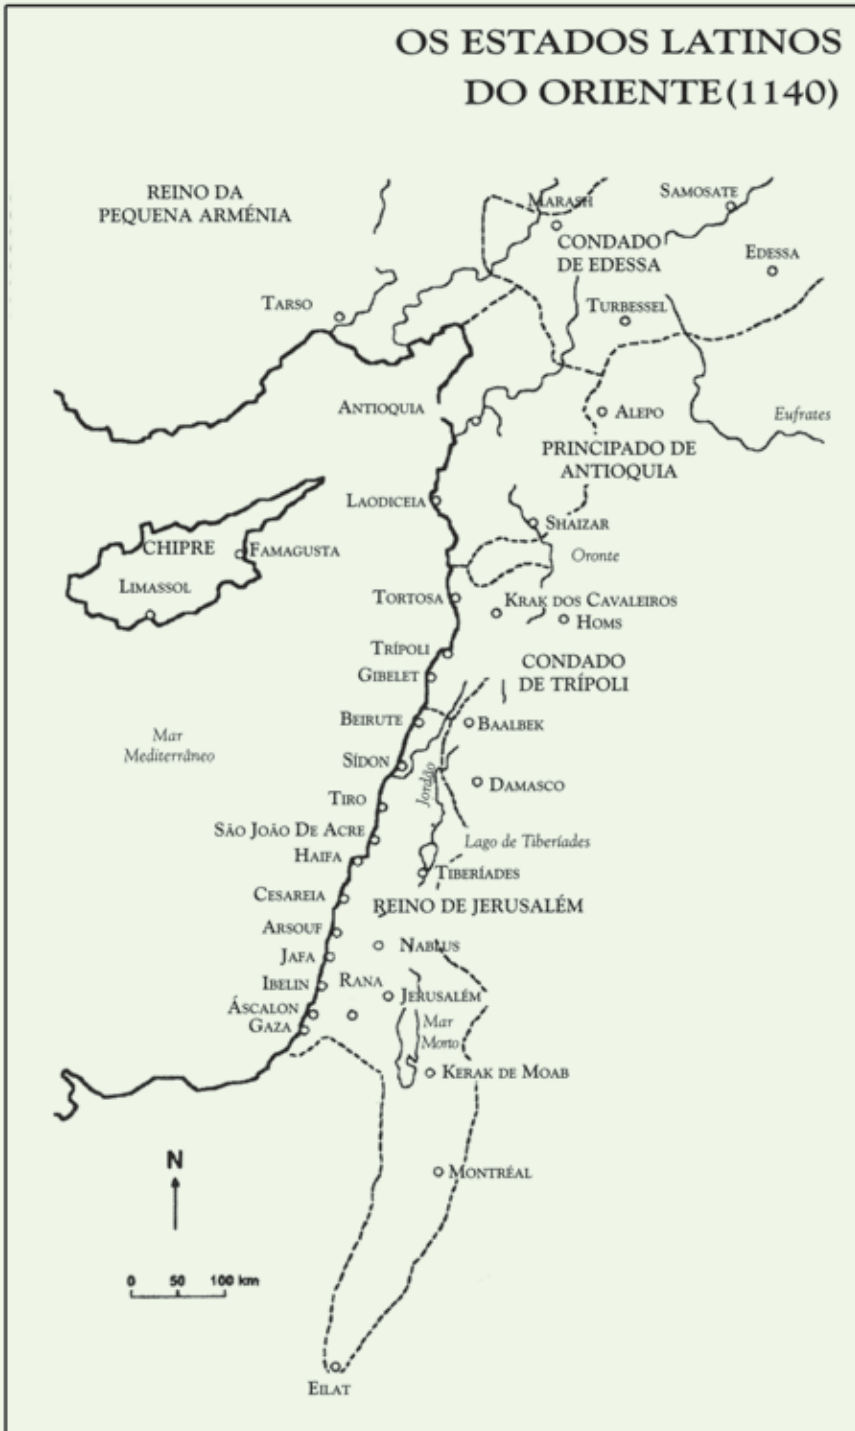 OS ESTADOS LATINOS
DO ORIENTE (1140)
REINO DA
PEQUENA ARMÉNIA
MARASH
SAMOSATE
CONDADO
DE EDESSA
EDESSA
TARSO
TURBESSEL
ANTIOQUIA
ALEPO
Eufrates
PRINCIPADO DE
ANTIOQUIA
LAODICEIA
SHAIZAR
CHIPRE
FAMAGUSTA
Oronte
LIMASSOL
TORTOSA
KRAK DOS CAVALEIROS
HOMS
TRÍPOLI
CONDADO
DE TRÍPOLI
GIBELET
BEIRUTE
BAALBEK
Mar
Mediterrâneo
SÍDON
Jordão
DAMASCO
TIRO
SÃO JOÃO DE ACRE
Lago de Tiberíades
HAIFA
TIBERÍADES
CESAREIA
REINO DE JERUSALÉM
ARSOUF
NABLUS
JAFA
IBELIN
RANA
JERUSALÉM
ÁSCALON
GAZA
Mar
Morto
KERAK DE MOAB
N
MONTRÉAL
0 50 100 km
EILAT